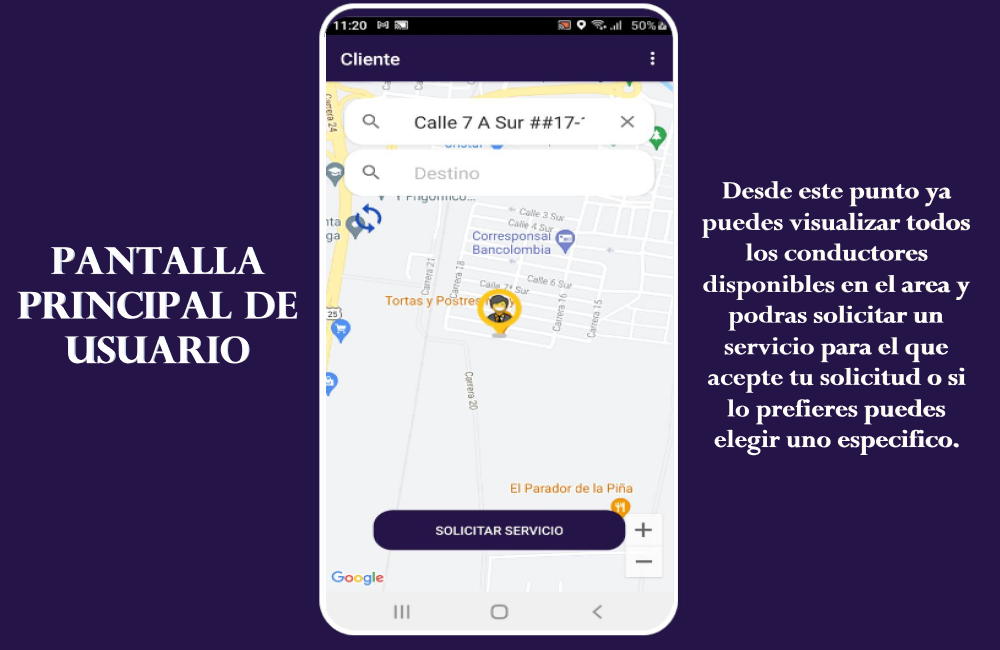 PANTALLA
PRINCIPAL DE
USUARIO
11:20
50%
Cliente
Carrera 24
Calle 7 A Sur ##17-
Destino
Y Frigorífico...
Calle 3 Sur
Calle 4 Sur
Corresponsal
Bancolombia
Carrera 21
Carrera 18
Calle 6 Sur
Calle 7ª Sur
Tortas y Postres
Carrera 16
Carrera 15
25
Carrera 20
El Parador de la Piña
SOLICITAR SERVICIO
+
−
Google
Desde este punto ya
puedes visualizar todos
los conductores
disponibles en el area y
podras solicitar un
servicio para el que
acepte tu solicitud o si
lo prefieres puedes
elegir uno especifico.